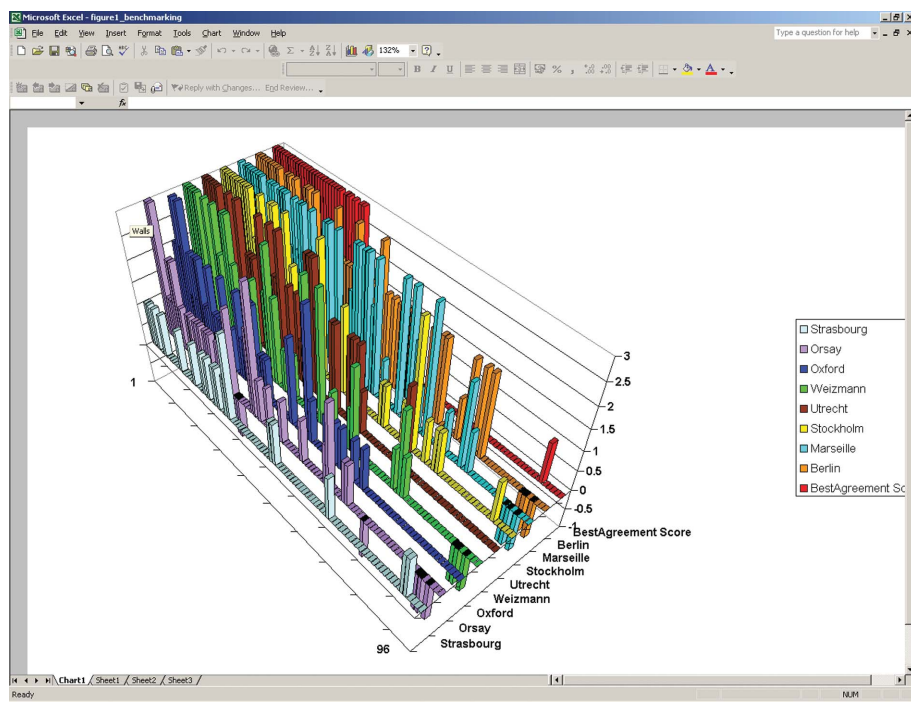 Microsoft Excel - figure1_benchmarking
File Edit View Insert Format Tools Chart Window Help
Type a question for help
132%
Reply with Changes... End Review...
fx
Walls
1
96
3
2.5
2
1.5
1
0.5
0
-0.5
-1
BestAgreement Score
Berlin
Marseille
Stockholm
Utrecht
Weizmann
Oxford
Orsay
Strasbourg
Strasbourg
Orsay
Oxford
Weizmann
Utrecht
Stockholm
Marseille
Berlin
BestAgreement Sc
Chart1 / Sheet1 / Sheet2 / Sheet3 /
Ready
NUM